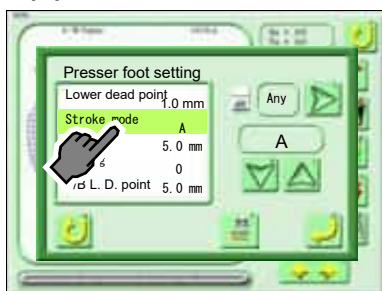 Presser foot setting
Lower dead point
1.0 mm
Stroke mode
A
5.0 mm
0
/B L. D. point 5.0 mm
Any
A